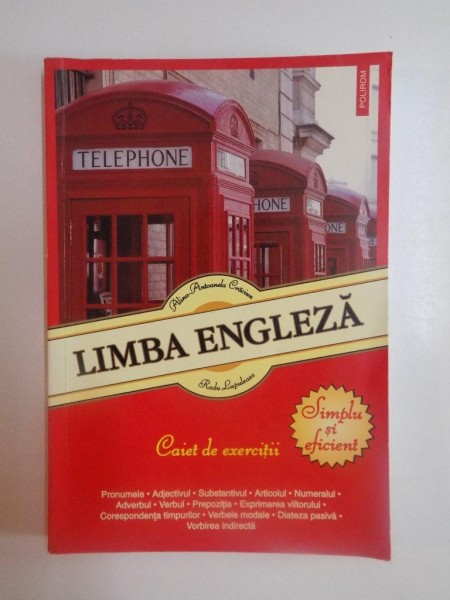 POLIROM
TELEPHONE
HONE
NE
Alina-Antoanela Crăciun
LIMBA ENGLEZĂ
Radu Lupuleasa
Simplu
și
eficient
Caiet de exerciții
Pronumele • Adjectivul • Substantivul • Articolul • Numeralul •
Adverbul • Verbul • Prepoziția • Exprimarea viitorului •
Corespondența timpurilor • Verbele modale • Diateza pasivă •
Vorbirea indirectă